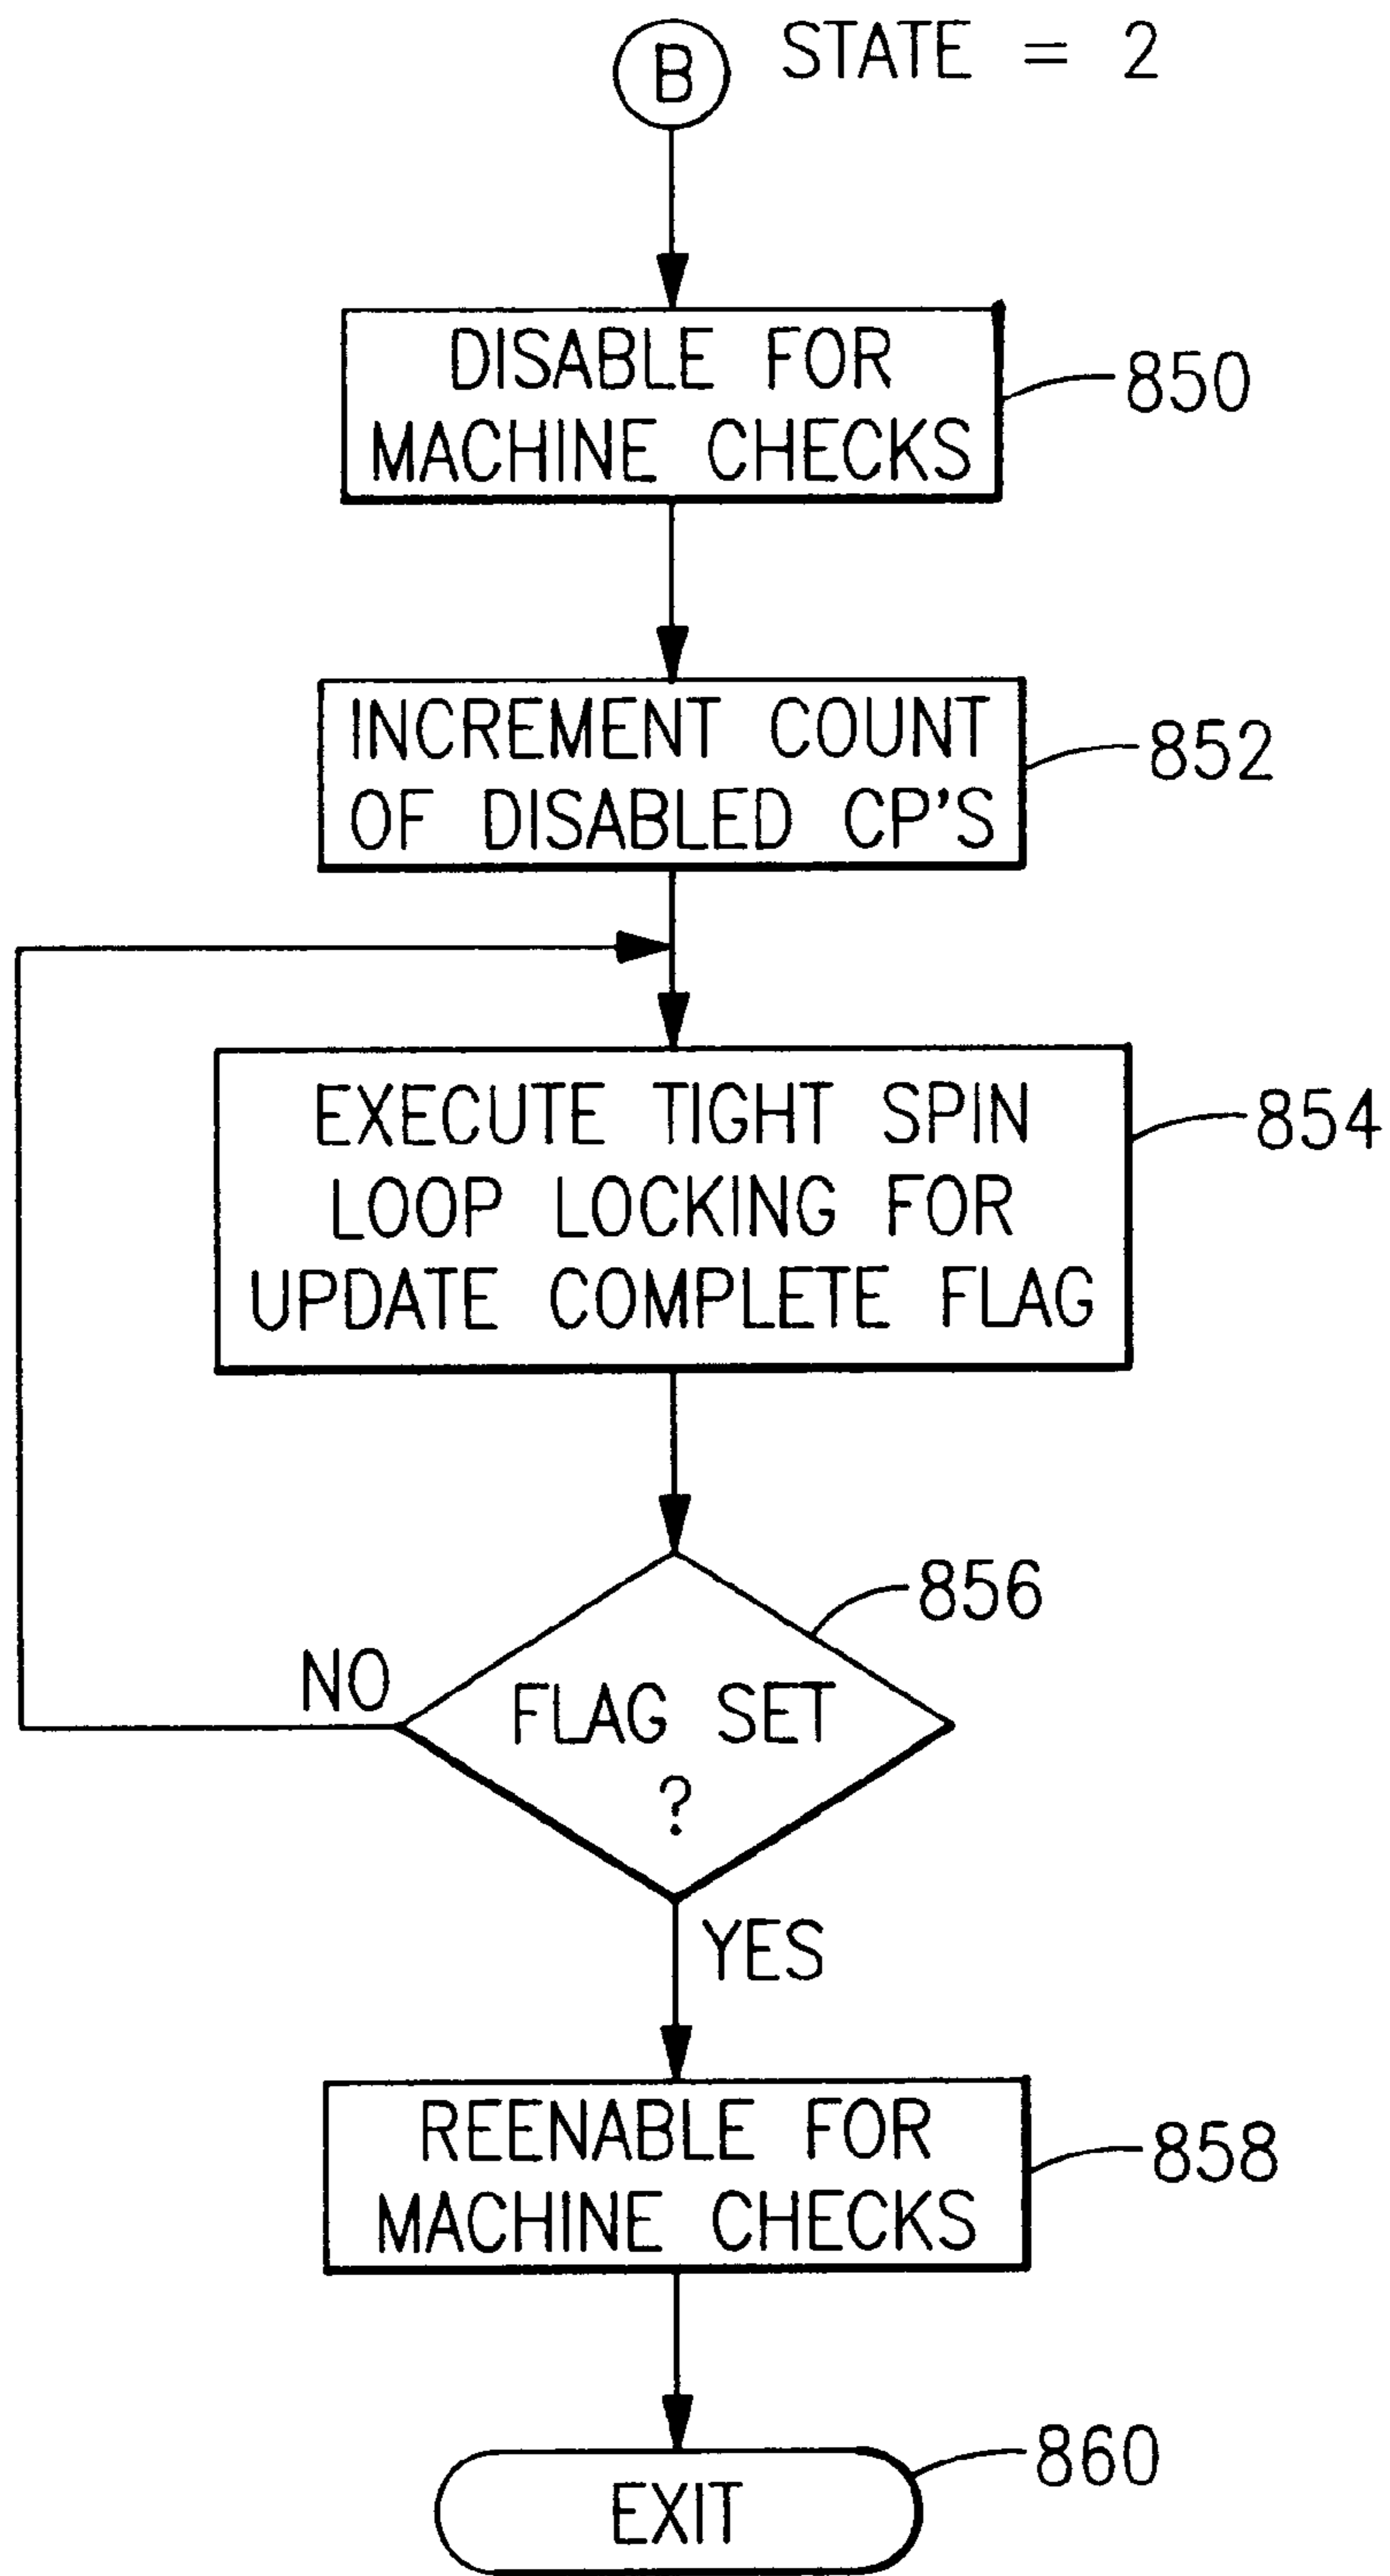 B STATE = 2
DISABLE FOR
MACHINE CHECKS
850
INCREMENT COUNT
OF DISABLED CP'S
852
EXECUTE TIGHT SPIN
LOOP LOCKING FOR
UPDATE COMPLETE FLAG
854
856
NO
FLAG SET
?
YES
REENABLE FOR
MACHINE CHECKS
858
860
EXIT